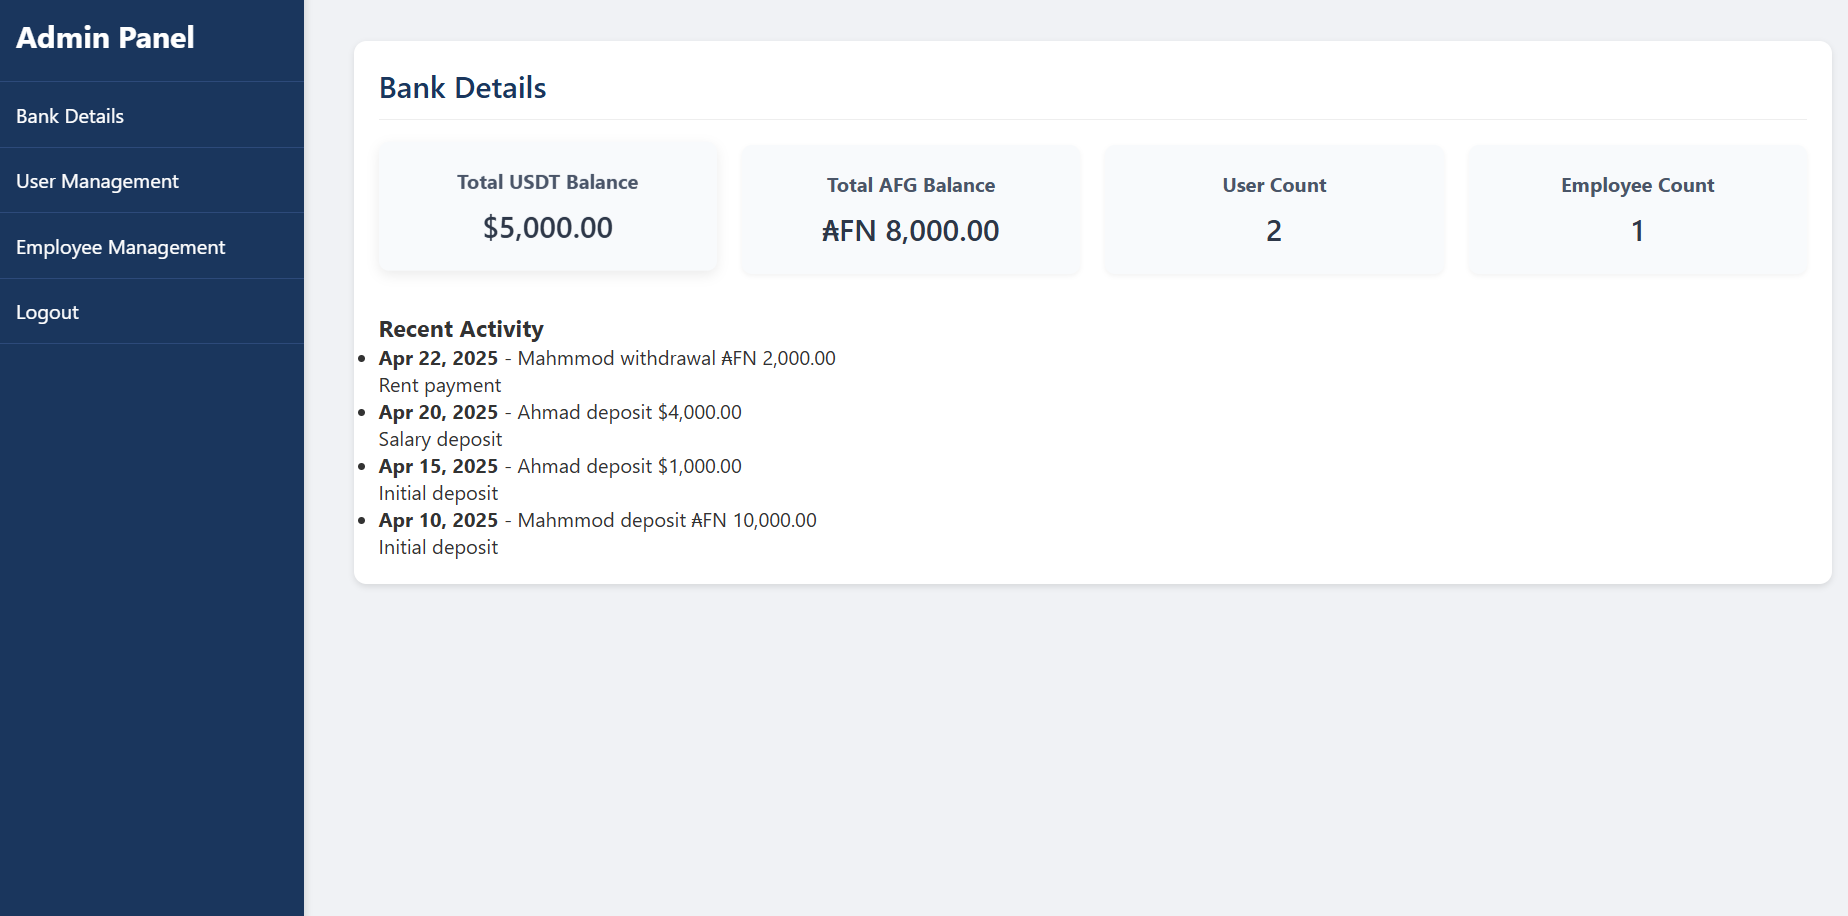 Admin Panel
Bank Details
User Management
Employee Management
Logout
Bank Details
Total USDT Balance
$5,000.00
Total AFG Balance
₳FN 8,000.00
User Count
2
Employee Count
1
Recent Activity
• Apr 22, 2025 - Mahmmod withdrawal ₳FN 2,000.00
Rent payment
• Apr 20, 2025 - Ahmad deposit $4,000.00
Salary deposit
• Apr 15, 2025 - Ahmad deposit $1,000.00
Initial deposit
• Apr 10, 2025 - Mahmmod deposit ₳FN 10,000.00
Initial deposit